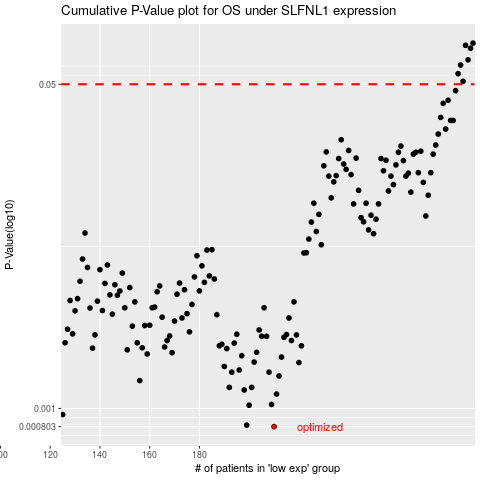 Cumulative P-Value plot for OS under SLFNL1 expression
P-Value(log10)
0.05
0.001
0.000803
optimized
00 120 140 160 180
# of patients in 'low exp' group